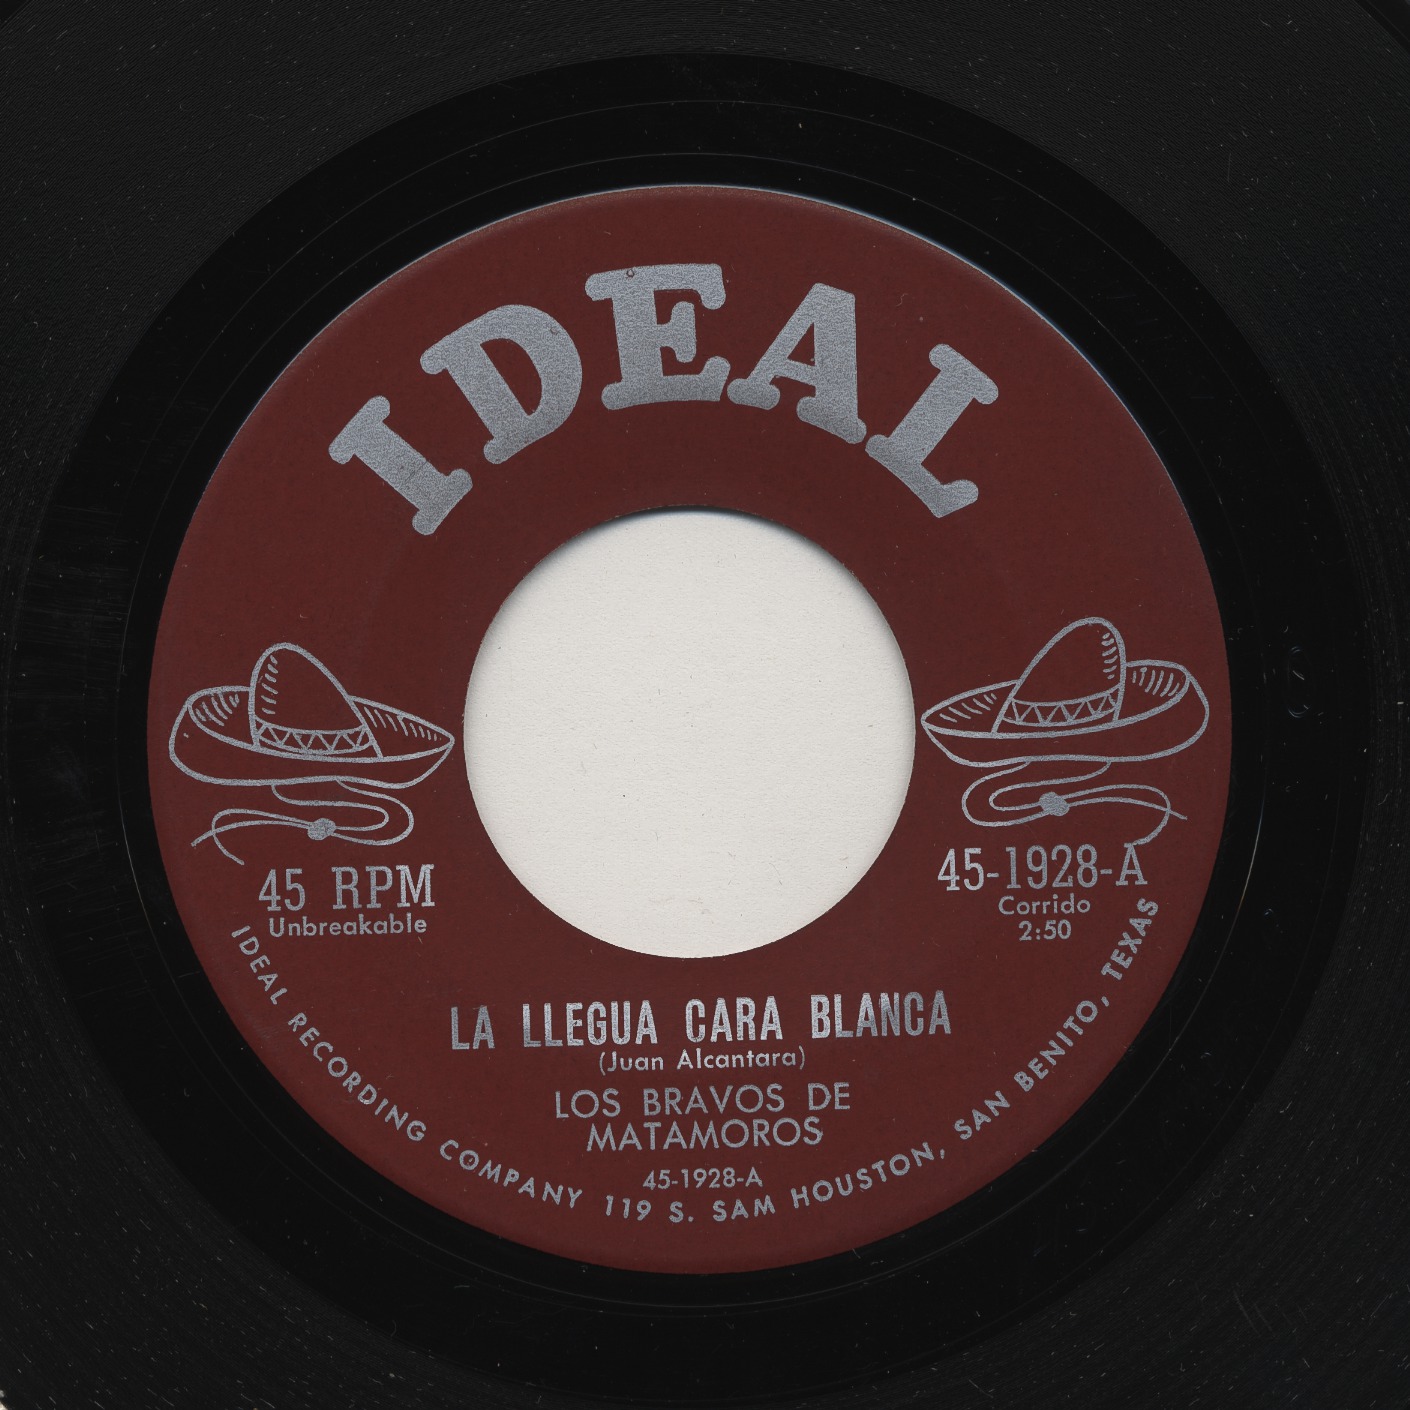 IDEAL
45 RPM
Unbreakable
45-1928-A
Corrido
2:50
LA LLEGUA CARA BLANCA
(Juan Alcantara)
LOS BRAVOS DE
MATAMOROS
45-1928-A
IDEAL RECORDING COMPANY 119 S. SAM HOUSTON, SAN BENITO, TEXAS